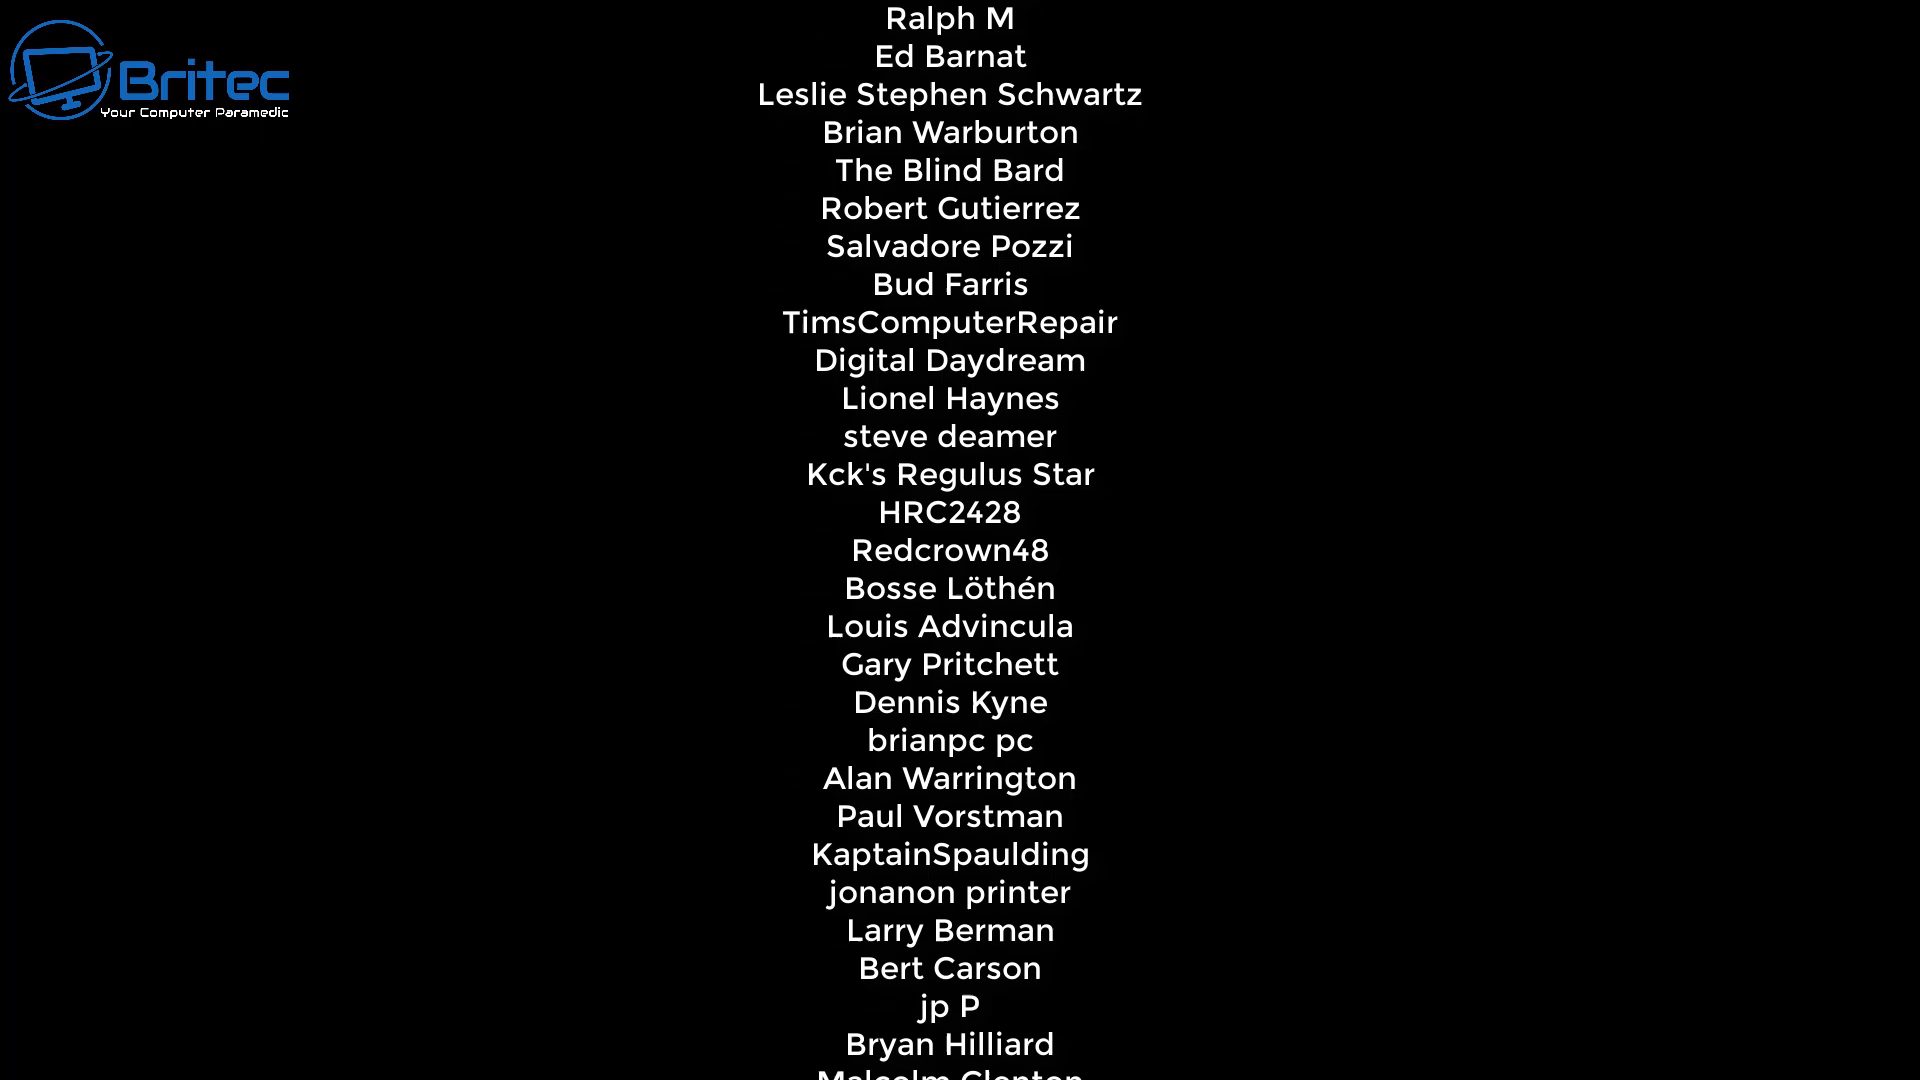 Britec
Your Computer Paramedic
Ralph M
Ed Barnat
Leslie Stephen Schwartz
Brian Warburton
The Blind Bard
Robert Gutierrez
Salvadore Pozzi
Bud Farris
TimsComputerRepair
Digital Daydream
Lionel Haynes
steve deamer
Kck's Regulus Star
HRC2428
Redcrown48
Bosse Löthén
Louis Advincula
Gary Pritchett
Dennis Kyne
brianpc pc
Alan Warrington
Paul Vorstman
KaptainSpaulding
jonanon printer
Larry Berman
Bert Carson
jp P
Bryan Hilliard
Malcolm